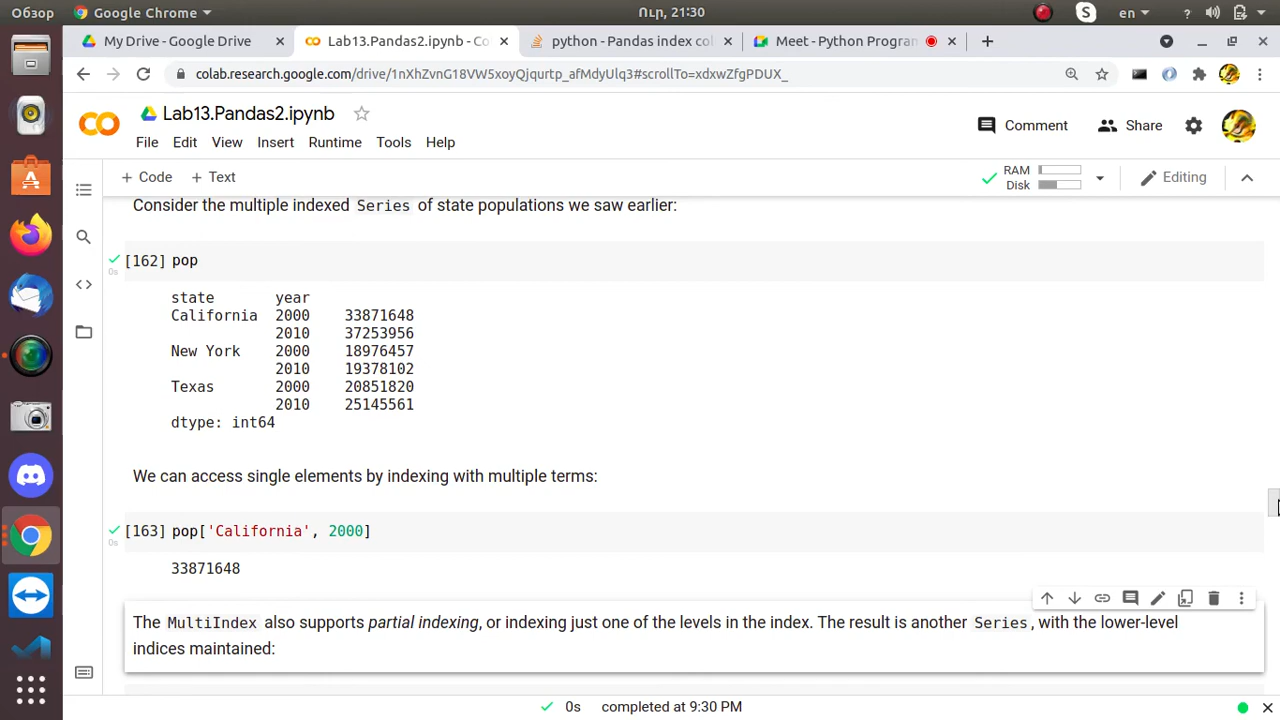 Обзор Google Chrome Ուր, 21:30 en ?
My Drive - Google Drive Lab13.Pandas2.ipynb - Co python - Pandas index col Meet - Python Program
colab.research.google.com/drive/1nXhZvnG18VW5xoyQjqurtp_afMdyUlq3#scrollTo=xdxwZfgPDUX_
Lab13.Pandas2.ipynb
Comment Share
File Edit View Insert Runtime Tools Help
+ Code + Text RAM Disk Editing
Consider the multiple indexed Series of state populations we saw earlier:
[162] pop
0s
state year
California 2000 33871648
2010 37253956
New York 2000 18976457
2010 19378102
Texas 2000 20851820
2010 25145561
dtype: int64
We can access single elements by indexing with multiple terms:
[163] pop['California', 2000]
0s
33871648
The MultiIndex also supports partial indexing, or indexing just one of the levels in the index. The result is another Series, with the lower-level
indices maintained:
0s completed at 9:30 PM